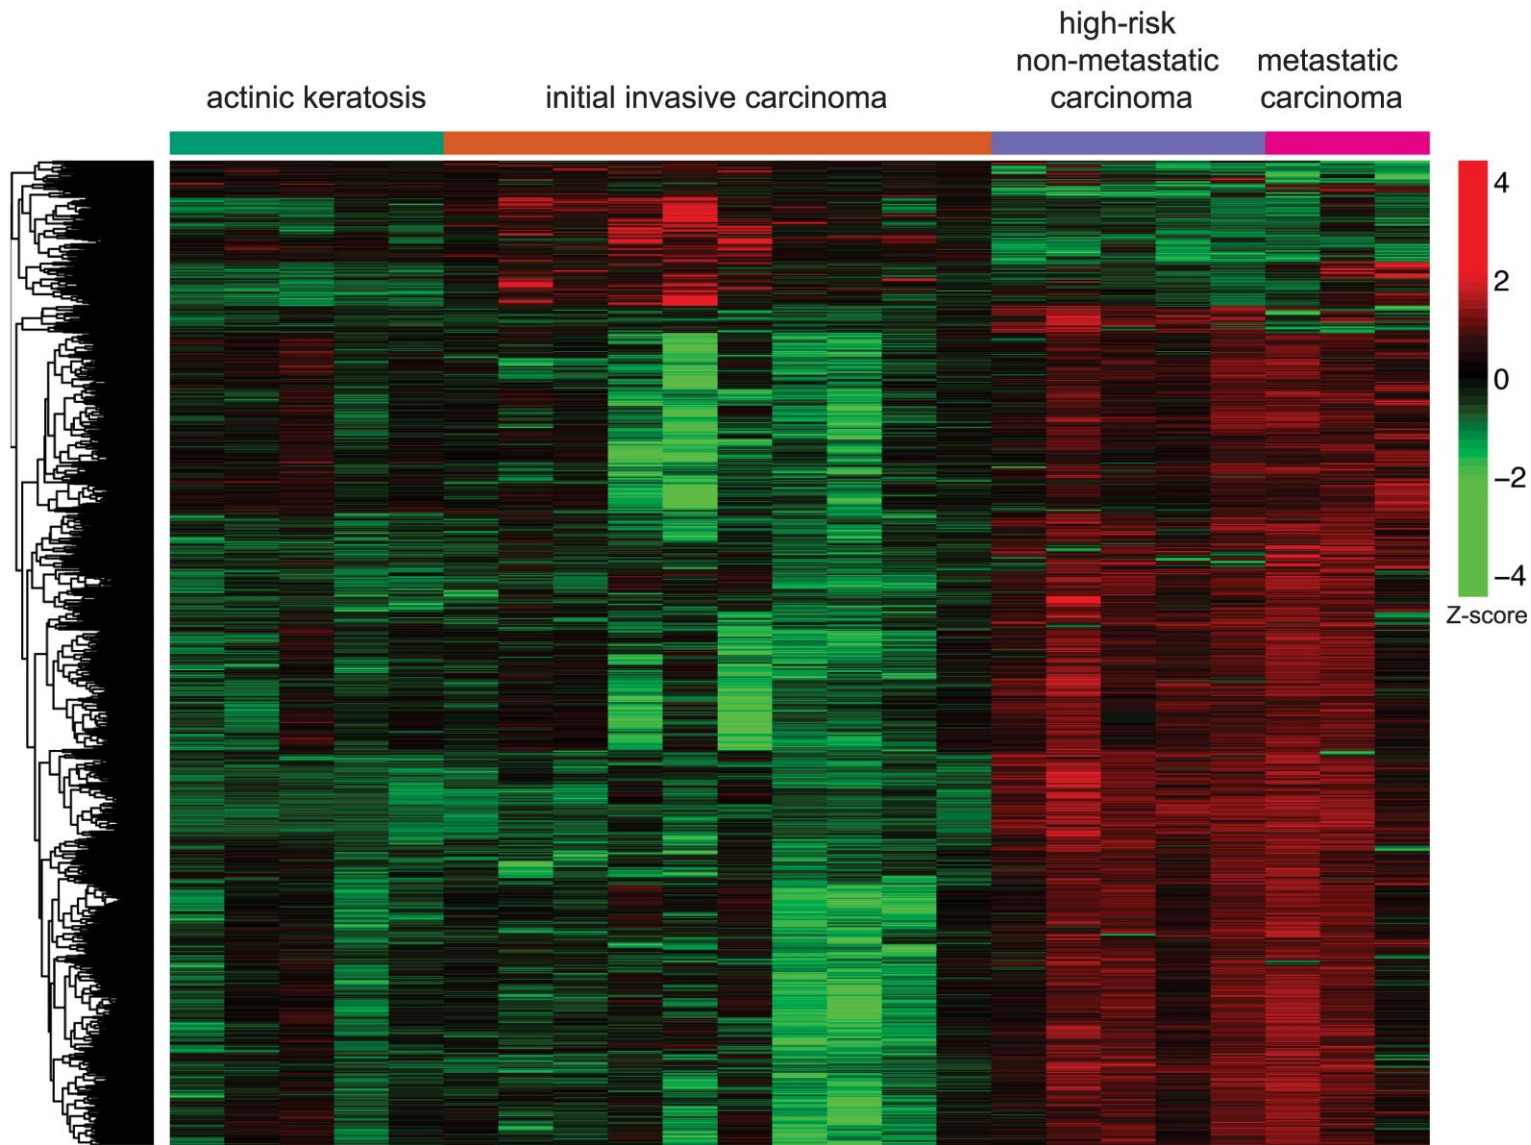 high-risk
non-metastatic
carcinoma
metastatic
carcinoma
actinic keratosis
initial invasive carcinoma
4
2
0
−2
−4
Z-score